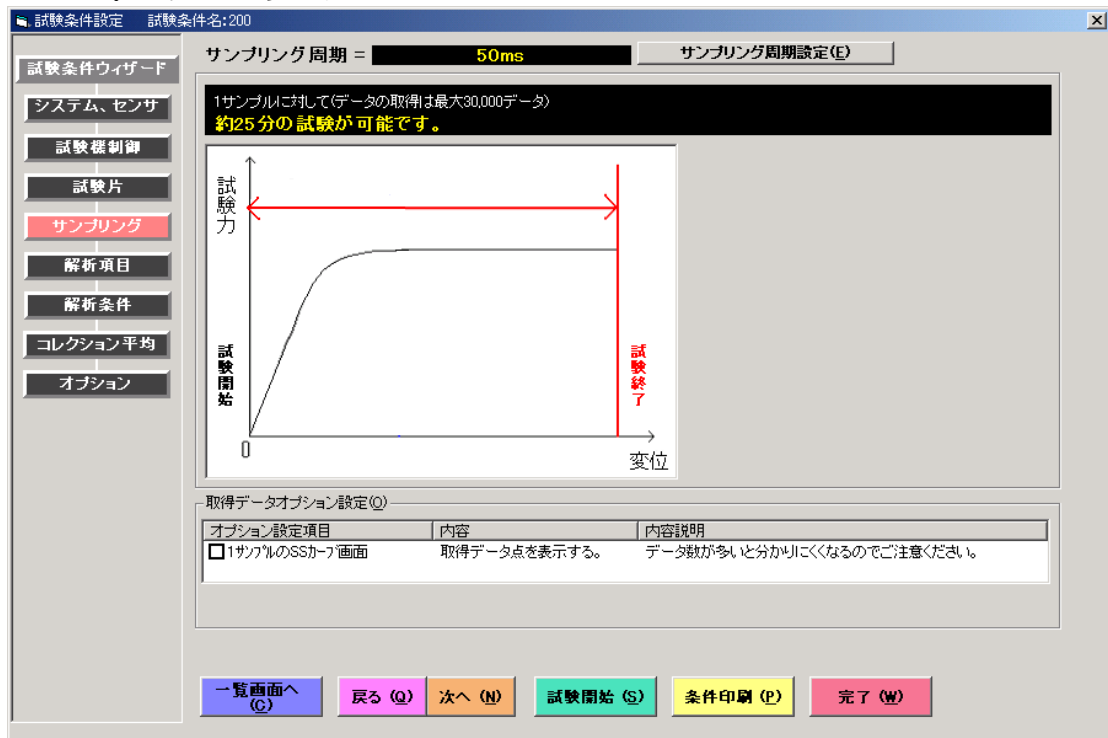 試験条件設定 試験条件名:200
試験条件ウィザード
システム、センサ
試験機制御
試験片
サンプリング
解析項目
解析条件
コレクション平均
オプション
サンプリング周期 = 50ms サンプリング周期設定(E)
1サンプルに対して(データの取得は最大30,000データ)
約25分の試験が可能です。
試験力
試験開始
試験終了
0
変位
取得データオプション設定(O)
オプション設定項目 内容 内容説明
1サンプルのSSカーブ画面 取得データ点を表示する。 データ数が多いと分かりにくくなるのでご注意ください。
一覧画面へ
(C)
戻る (Q) 次へ (N) 試験開始 (S) 条件印刷 (P) 完了 (W)